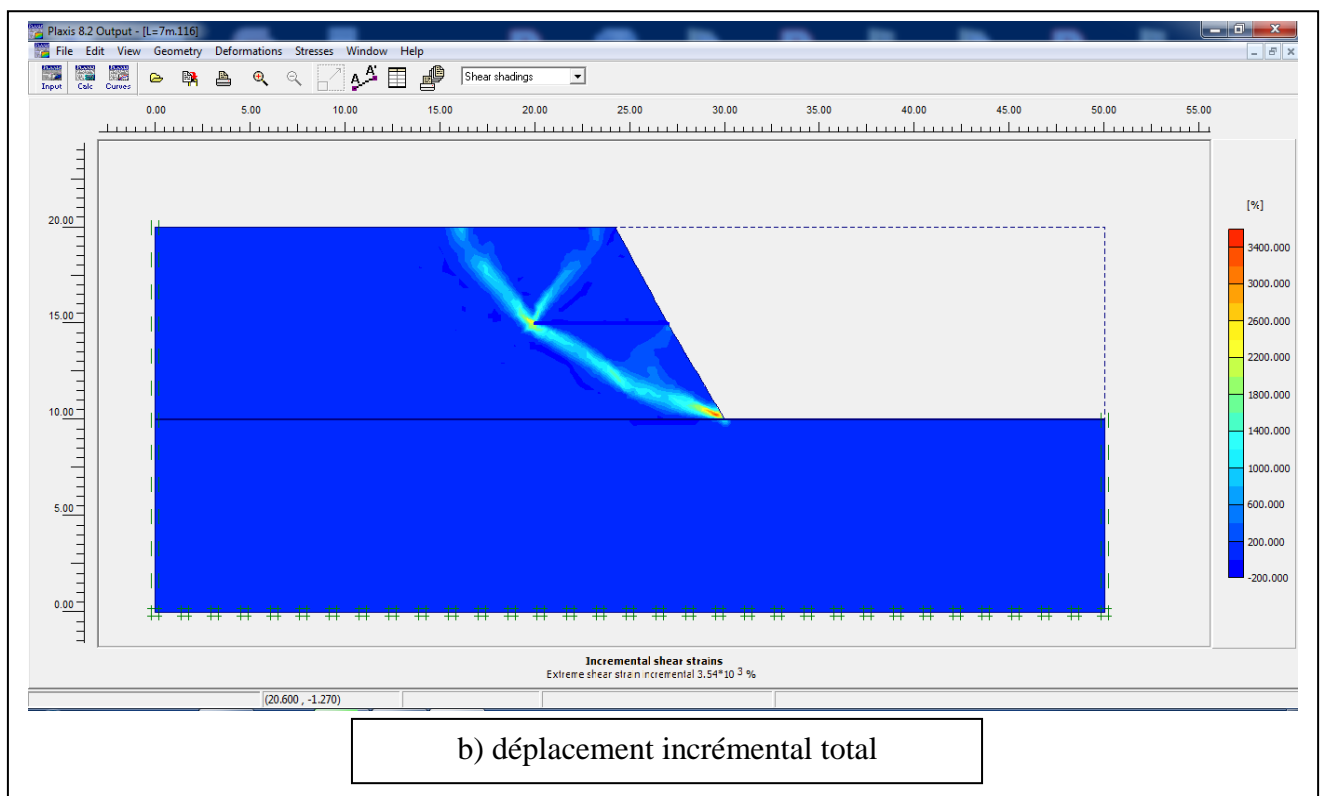 Plaxis 8.2 Output - [L=7m.116]
File Edit View Geometry Deformations Stresses Window Help
Input Calc Curves Shear shadings
0.00 5.00 10.00 15.00 20.00 25.00 30.00 35.00 40.00 45.00 50.00 55.00
20.00
15.00
10.00
5.00
0.00
[%]
3400.000
3000.000
2600.000
2200.000
1800.000
1400.000
1000.000
600.000
200.000
-200.000
Incremental shear strains
Extreme shear strain incremental 3.54*10 3 %
(20.600 , -1.270)
b) déplacement incrémental total